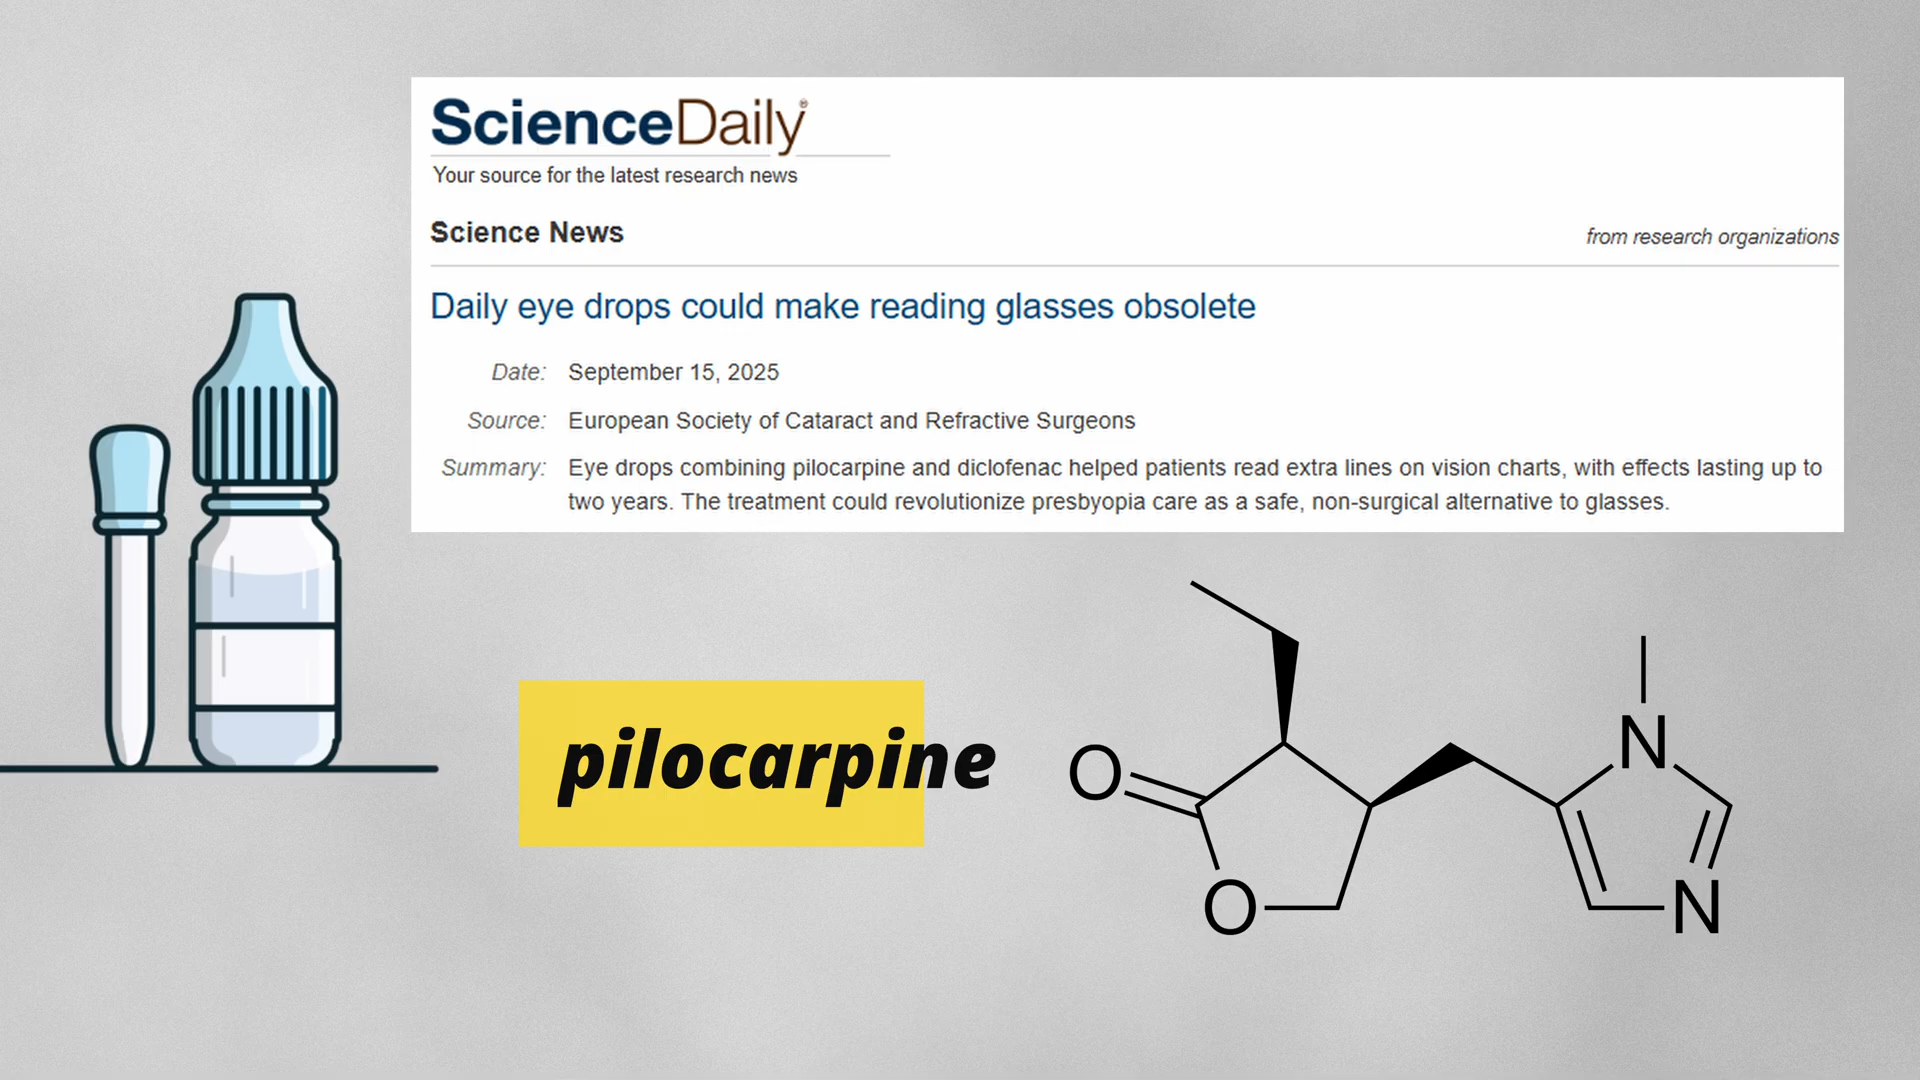 ScienceDaily®
Your source for the latest research news
Science News
from research organizations
Daily eye drops could make reading glasses obsolete
Date: September 15, 2025
Source: European Society of Cataract and Refractive Surgeons
Summary: Eye drops combining pilocarpine and diclofenac helped patients read extra lines on vision charts, with effects lasting up to
two years. The treatment could revolutionize presbyopia care as a safe, non-surgical alternative to glasses.
pilocarpine
O
O
N
N